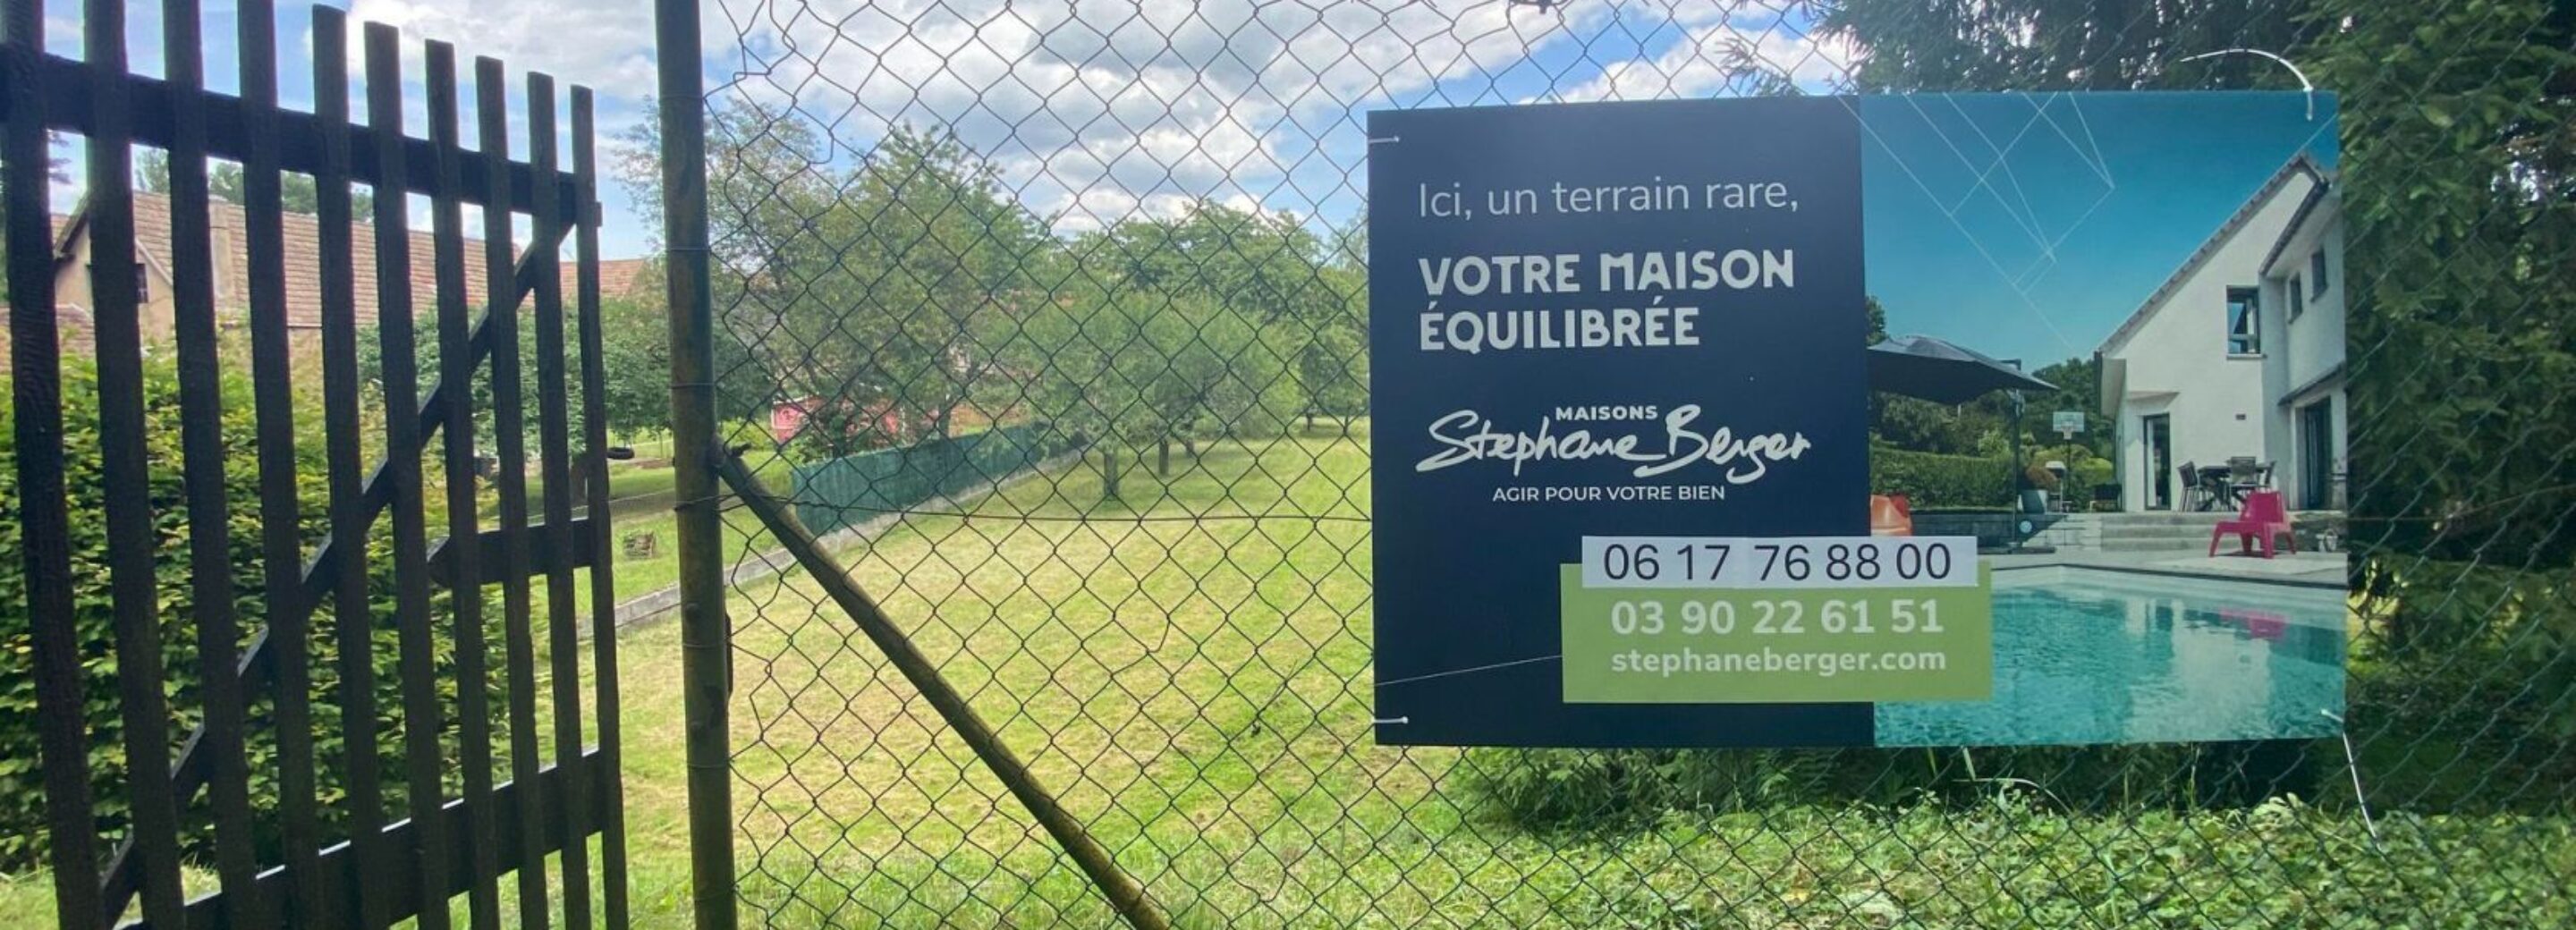 Ici, un terrain rare,
VOTRE MAISON
ÉQUILIBRÉE
MAISONS
Stephane Berger
AGIR POUR VOTRE BIEN
06 17 76 88 00
03 90 22 61 51
stephaneberger.com